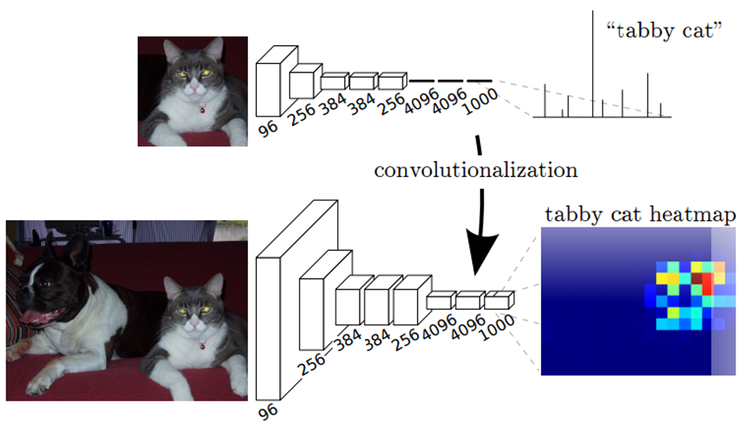 “tabby cat”
96 256 384 384 256 4096 4096 1000
convolutionalization
tabby cat heatmap
96 256 384 384 256 4096 4096 1000